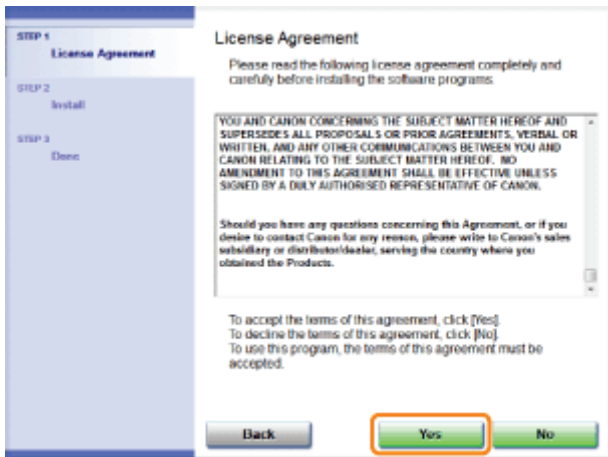 STEP 1
License Agreement
STEP 2
Install
STEP 3
Done
License Agreement
Please read the following license agreement completely and
carefully before installing the software programs.
YOU AND CANON CONCERNING THE SUBJECT MATTER HEREOF AND
SUPERSEDES ALL PROPOSALS OR PRIOR AGREEMENTS, VERBAL OR
WRITTEN, AND ANY OTHER COMMUNICATIONS BETWEEN YOU AND
CANON RELATING TO THE SUBJECT MATTER HEREOF. NO
AMENDMENT TO THIS AGREEMENT SHALL BE EFFECTIVE UNLESS
SIGNED BY A DULY AUTHORISED REPRESENTATIVE OF CANON.
Should you have any questions concerning this Agreement, or if you
desire to contact Canon for any reason, please write to Canon's sales
subsidiary or distributor/dealer, serving the country where you
obtained the Products.
To accept the terms of this agreement, click [Yes].
To decline the terms of this agreement, click [No].
To use this program, the terms of this agreement must be
accepted.
Back
Yes
No